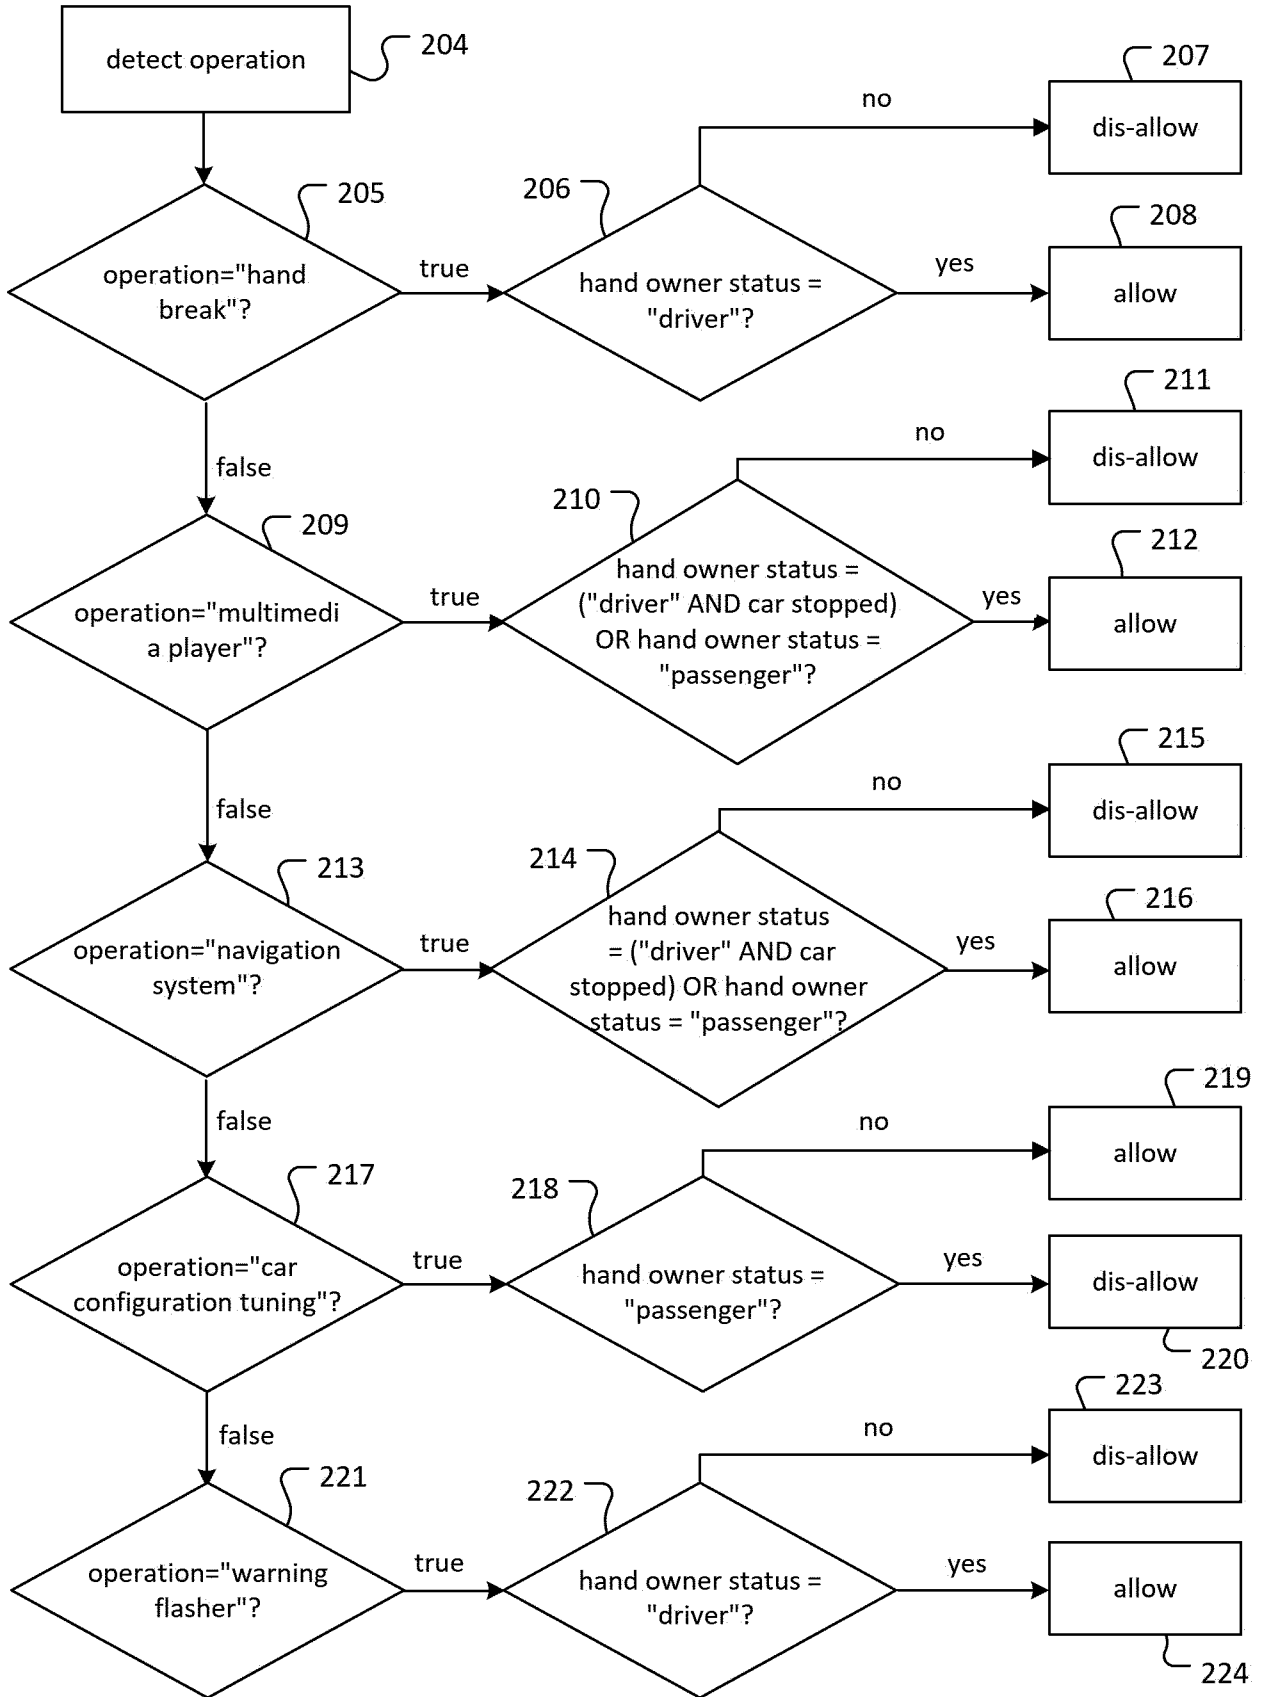 detect operation
204
207
no
dis-allow
205
206
208
operation="hand
break"?
true
hand owner status =
"driver"?
yes
allow
211
no
dis-allow
false
209
210
212
operation="multimedi
a player"?
true
hand owner status =
("driver" AND car stopped)
OR hand owner status =
"passenger"?
yes
allow
215
no
dis-allow
false
213
214
216
operation="navigation
system"?
true
hand owner status
= ("driver" AND car
stopped) OR hand owner
status = "passenger"?
yes
allow
219
no
allow
false
217
218
operation="car
configuration tuning"?
true
hand owner status =
"passenger"?
yes
dis-allow
220
223
no
dis-allow
false
221
222
operation="warning
flasher"?
true
hand owner status =
"driver"?
yes
allow
224